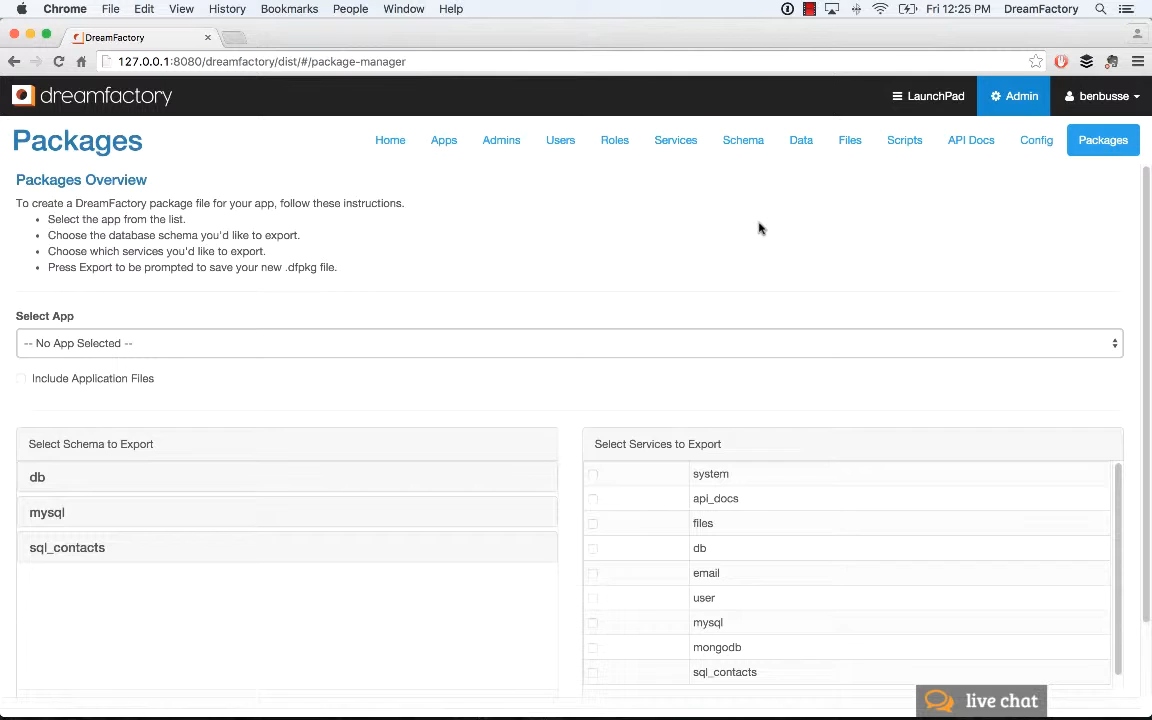 Chrome File Edit View History Bookmarks People Window Help Fri 12:25 PM DreamFactory
DreamFactory
127.0.0.1:8080/dreamfactory/dist/#/package-manager
dreamfactory LaunchPad Admin benbusse
Packages Home Apps Admins Users Roles Services Schema Data Files Scripts API Docs Config Packages
Packages Overview
To create a DreamFactory package file for your app, follow these instructions.
• Select the app from the list.
• Choose the database schema you'd like to export.
• Choose which services you'd like to export.
• Press Export to be prompted to save your new .dfpkg file.
Select App
-- No App Selected --
Include Application Files
Select Schema to Export
db
mysql
sql_contacts
Select Services to Export
system
api_docs
files
db
email
user
mysql
mongodb
sql_contacts
live chat